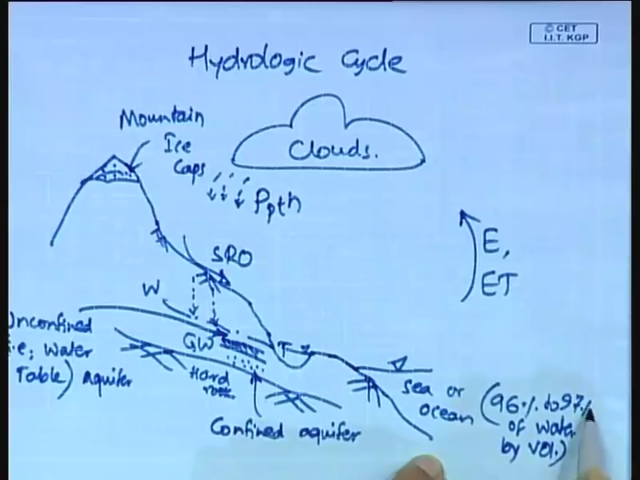 © CET
I.I.T. KGP
Hydrologic Cycle
Mountain
Ice
Caps
Clouds.
Ppth
E,
ET
SRO
W
Unconfined
i.e; Water
Table) aquifer
GW
Hard
rock
Confined aquifer
sea or
ocean (96% to 97%
of water
by vol.)